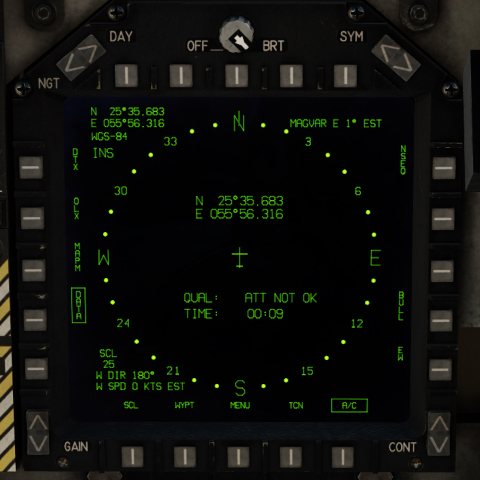 DAY
OFF
BRT
SYM
NGT
N 25°35.683
E 055°56.316
WGS-84
INS
MAGVAR E 1° EST
N
3
6
E
12
15
S
21
24
W
30
33
DTX
OLX
MAPM
DATA
NSEQ
BULL
EW
N 25°35.683
E 055°56.316
QUAL: ATT NOT OK
TIME: 00:09
SCL
25
W DIR 180°
W SPD 0 KTS EST
SCL WYPT MENU TCN A/C
GAIN
CONT